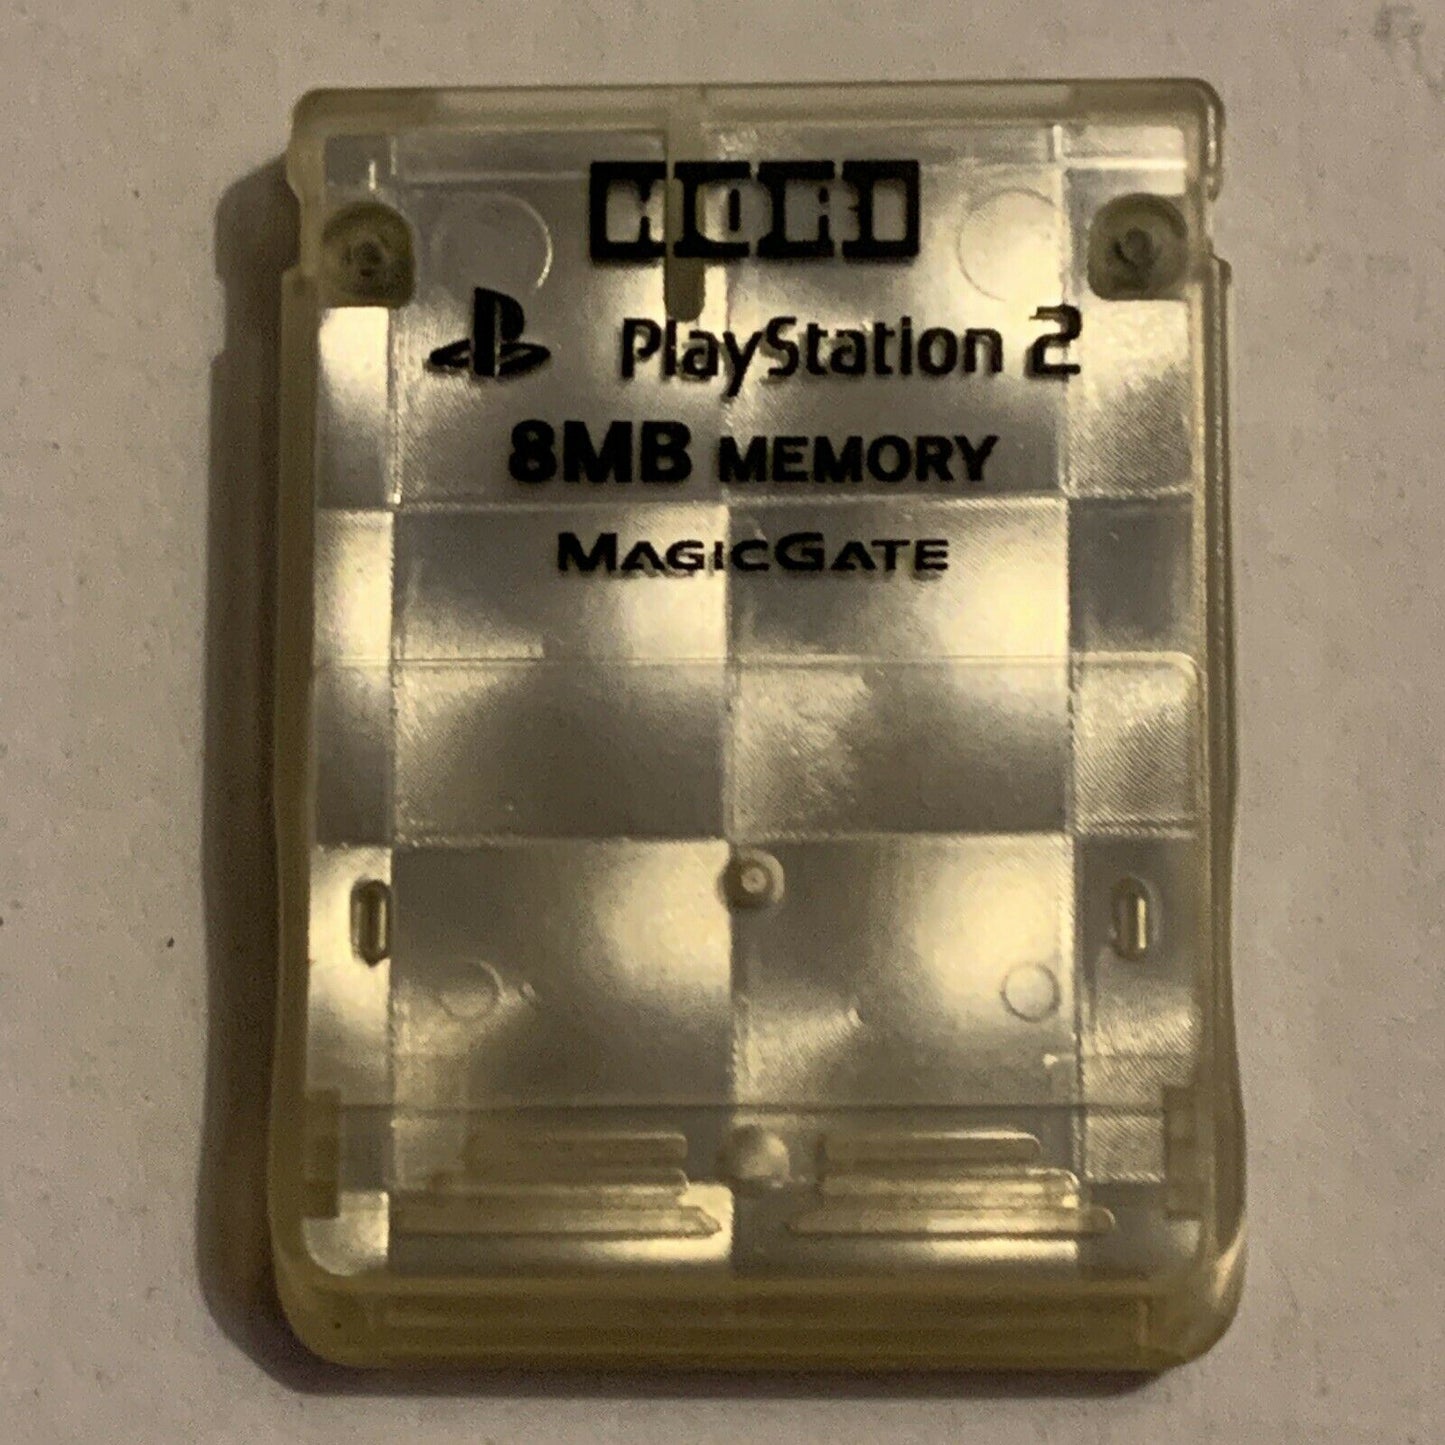 HORI
PlayStation 2
8MB MEMORY
MAGICGATE